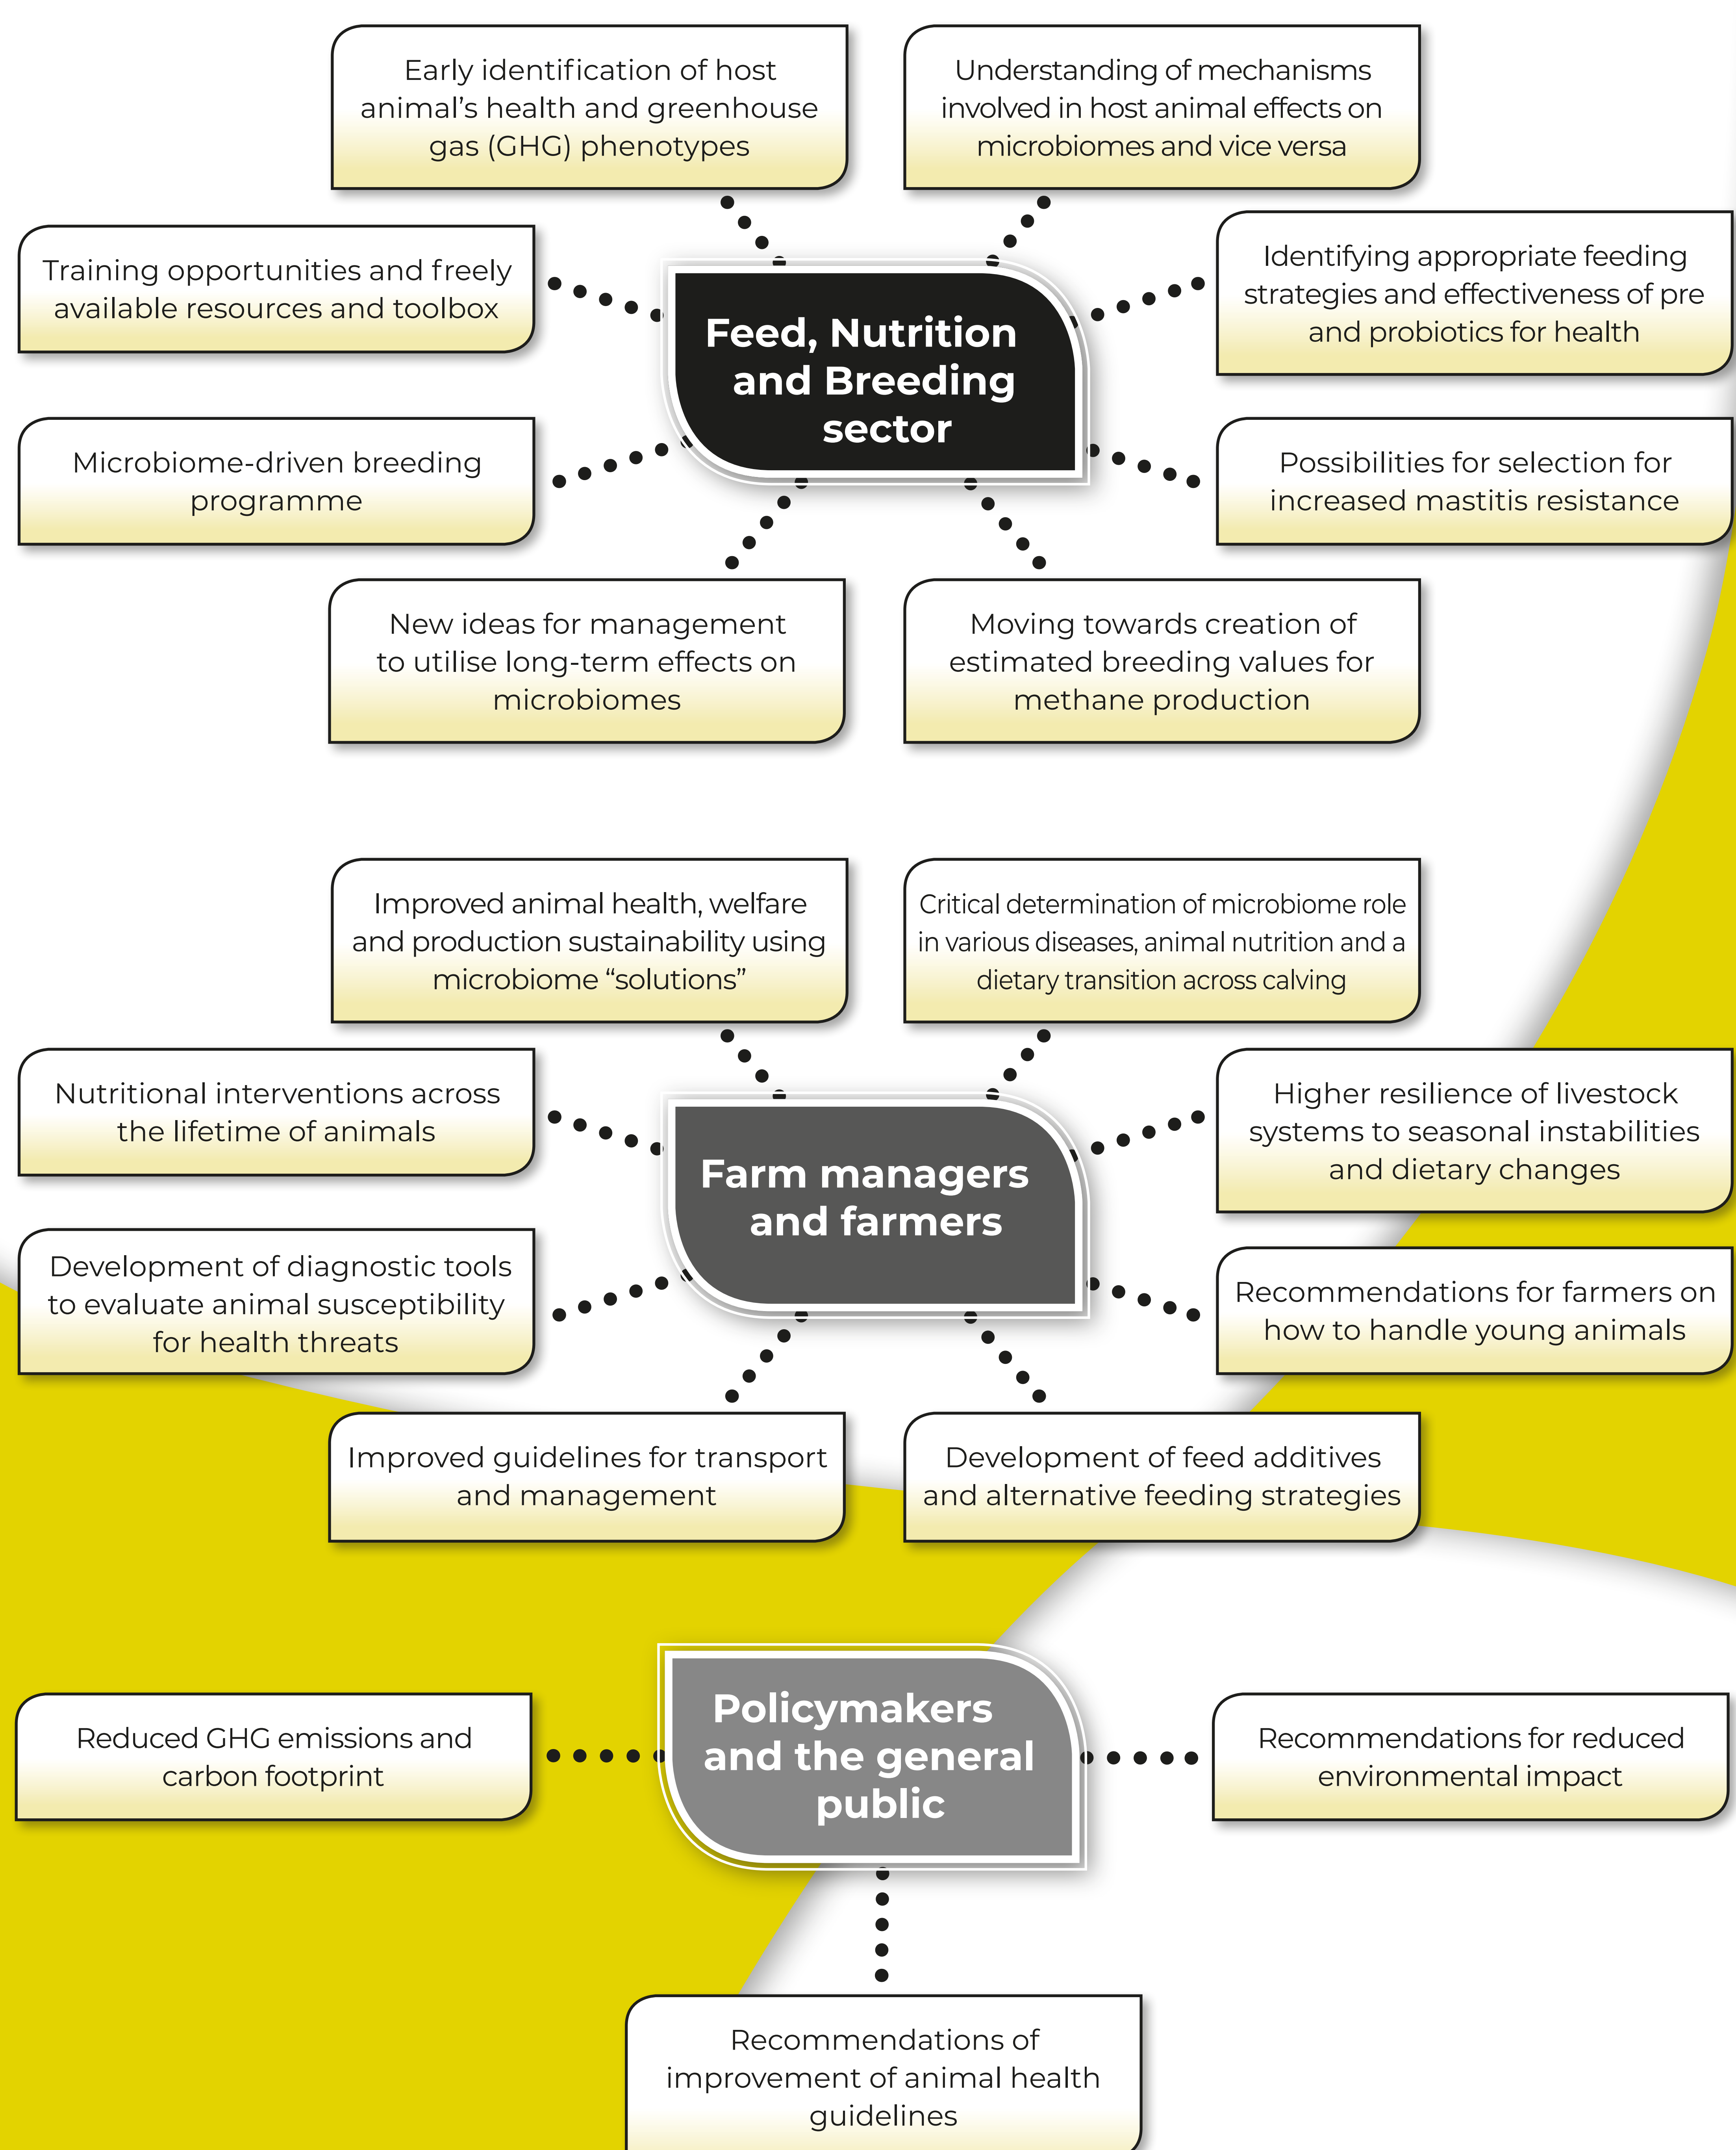 Early identification of host
animal’s health and greenhouse
gas (GHG) phenotypes
Understanding of mechanisms
involved in host animal effects on
microbiomes and vice versa
Training opportunities and freely
available resources and toolbox
Identifying appropriate feeding
strategies and effectiveness of pre
and probiotics for health
Feed, Nutrition
and Breeding
sector
Microbiome-driven breeding
programme
Possibilities for selection for
increased mastitis resistance
New ideas for management
to utilise long-term effects on
microbiomes
Moving towards creation of
estimated breeding values for
methane production
Improved animal health, welfare
and production sustainability using
microbiome “solutions”
Critical determination of microbiome role
in various diseases, animal nutrition and a
dietary transition across calving
Nutritional interventions across
the lifetime of animals
Higher resilience of livestock
systems to seasonal instabilities
and dietary changes
Farm managers
and farmers
Development of diagnostic tools
to evaluate animal susceptibility
for health threats
Recommendations for farmers on
how to handle young animals
Improved guidelines for transport
and management
Development of feed additives
and alternative feeding strategies
Policymakers
and the general
public
Reduced GHG emissions and
carbon footprint
Recommendations for reduced
environmental impact
Recommendations of
improvement of animal health
guidelines